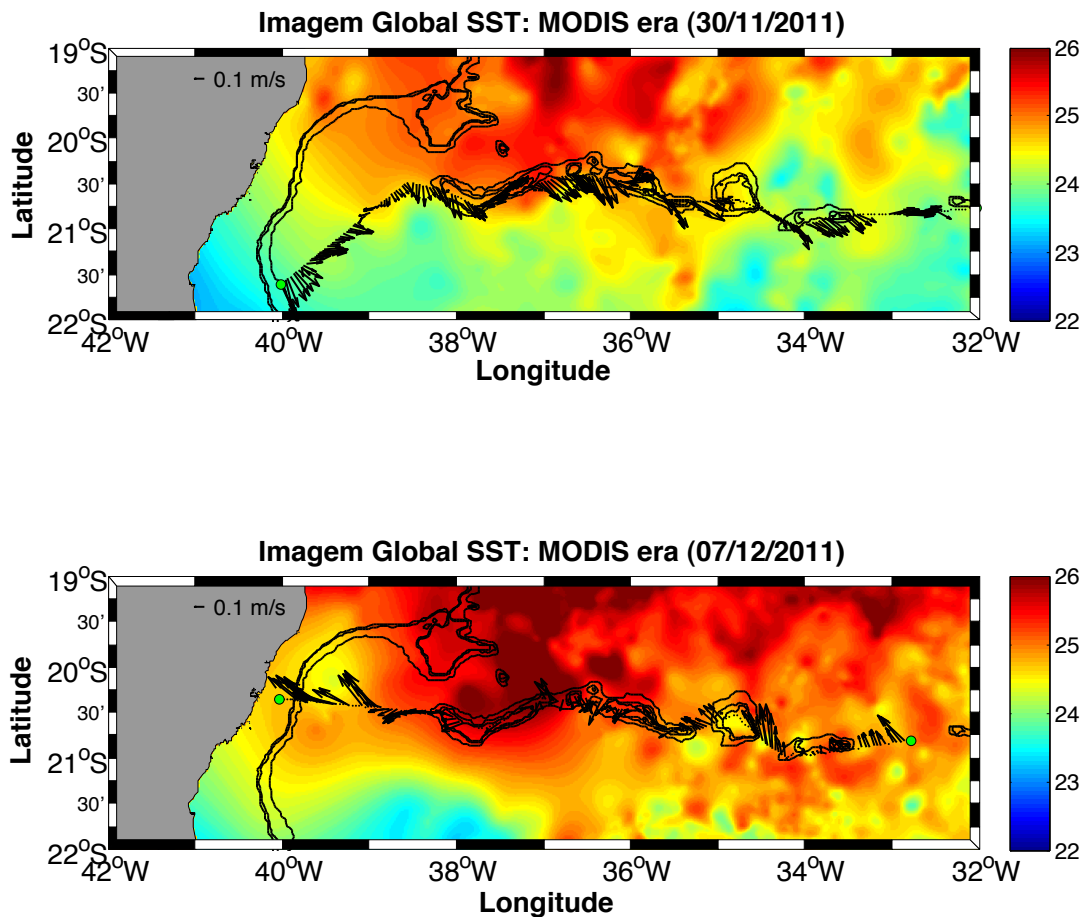 Imagem Global SST: MODIS era (30/11/2011)
19°S
30'
20°S
30'
21°S
30'
22°S
Latitude
0.1 m/s
42°W
40°W
38°W
36°W
34°W
32°W
Longitude
26
25
24
23
22
Imagem Global SST: MODIS era (07/12/2011)
19°S
30'
20°S
30'
21°S
30'
22°S
Latitude
0.1 m/s
42°W
40°W
38°W
36°W
34°W
32°W
Longitude
26
25
24
23
22